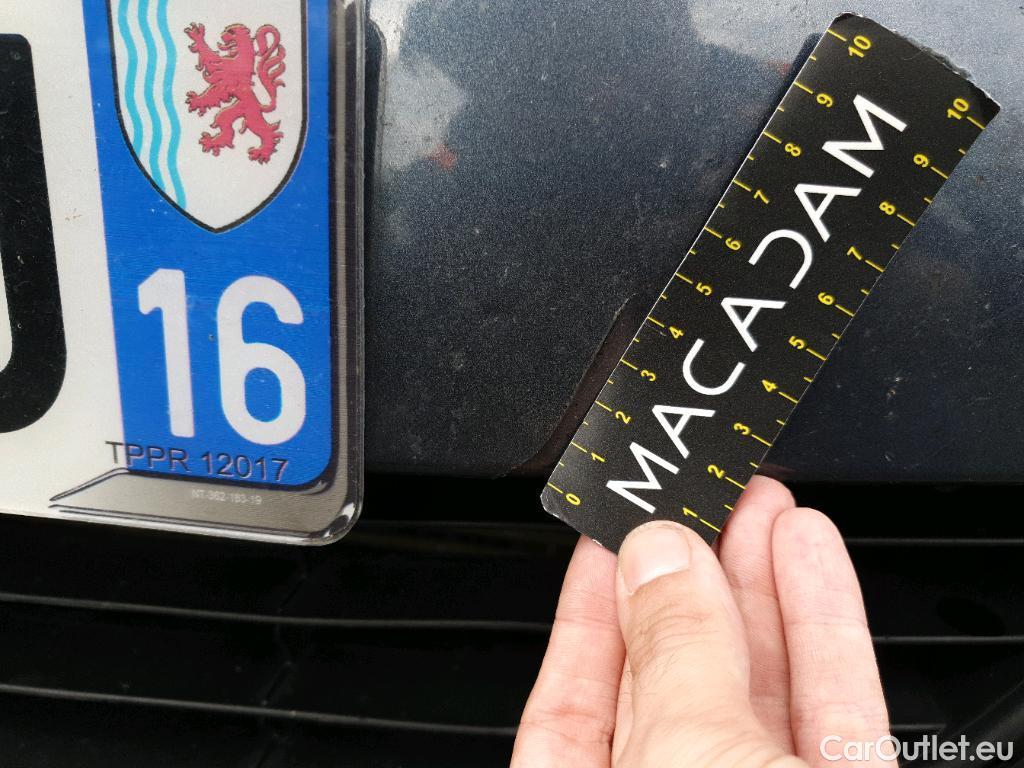 16
TPPR 12017
NT-362-183-19
MACADAM
0 1 2 3 4 5 6 7 8 9 10
1 2 3 4 5 6 7 8 9 10
CarOutlet.eu